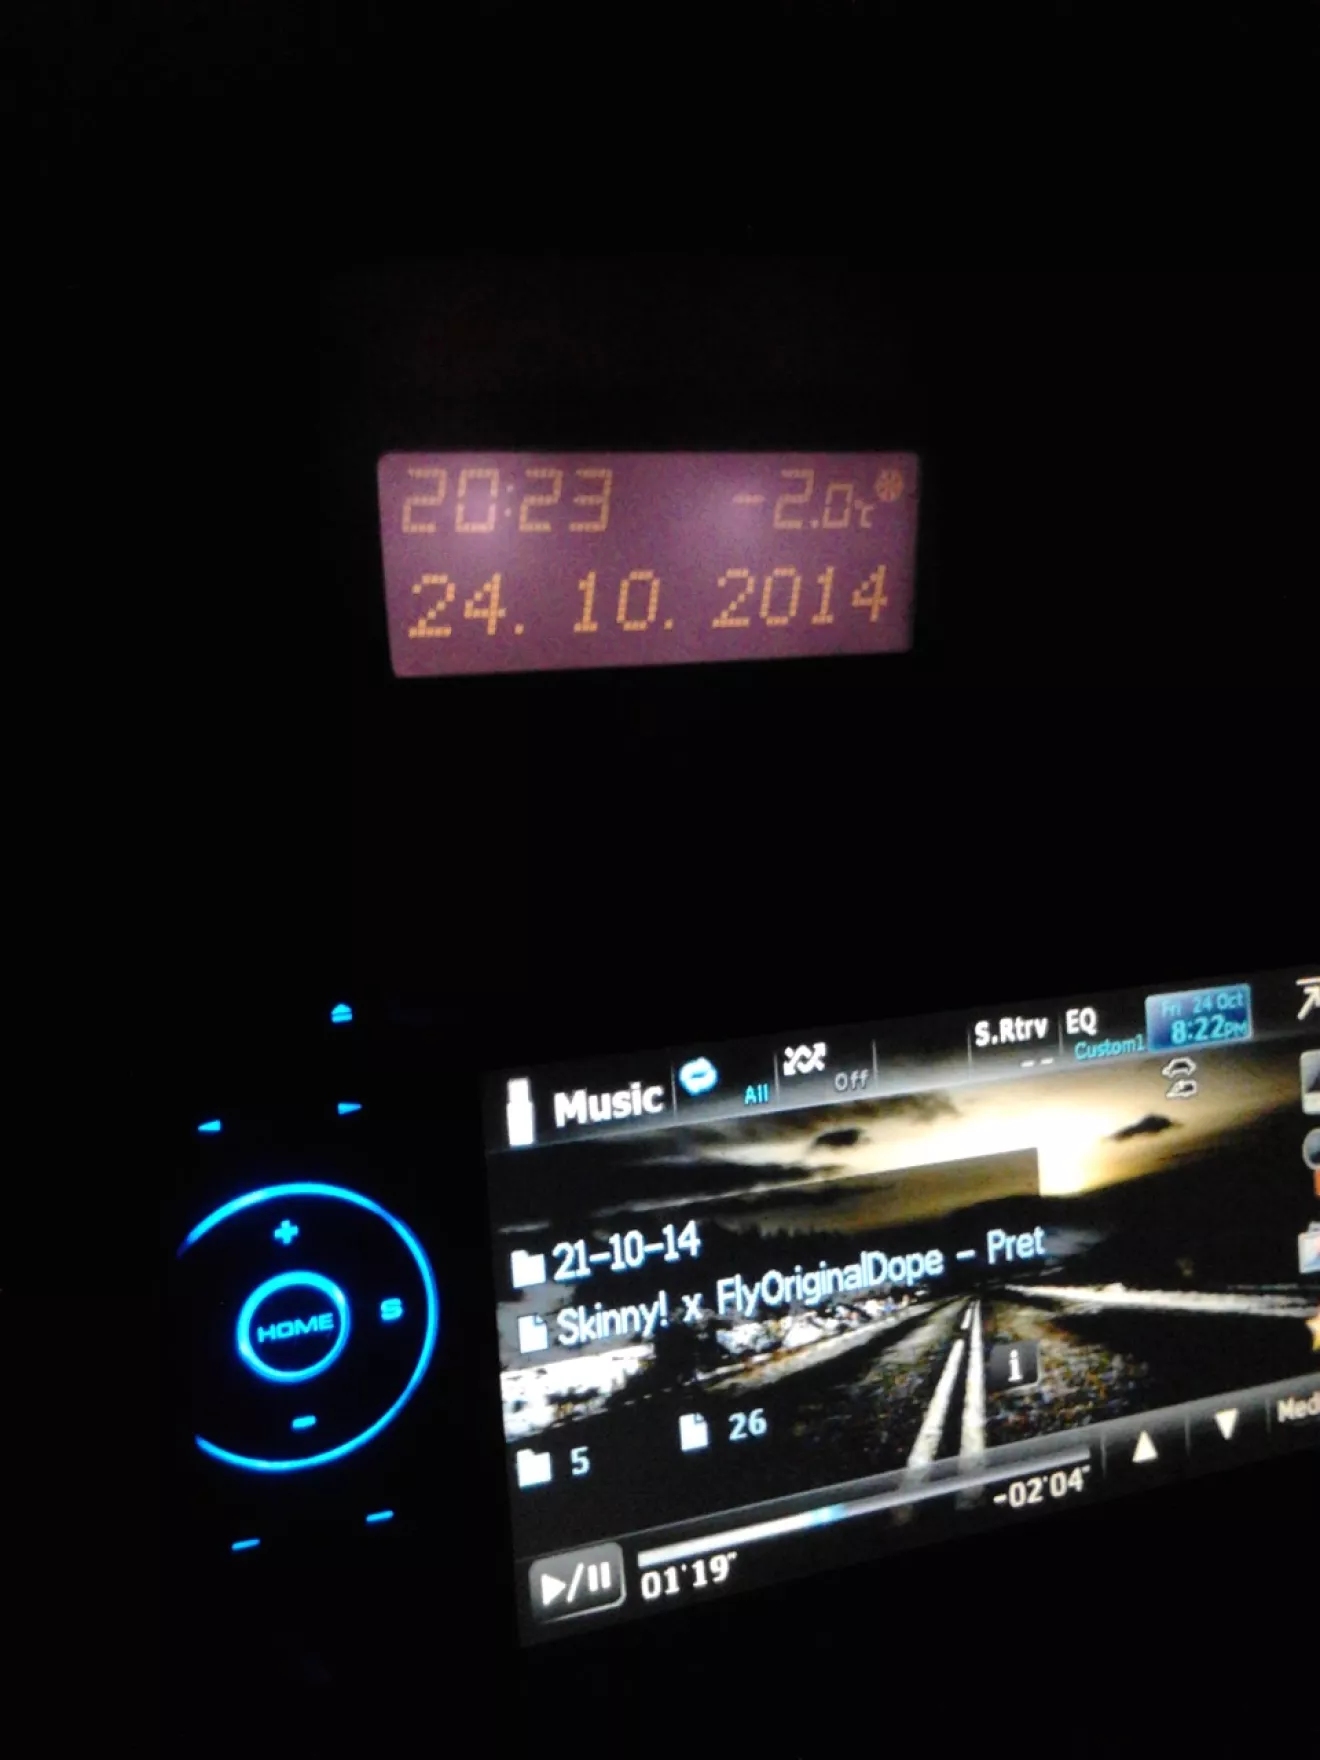 20:23 -2.0°C
24. 10. 2014
Music All Off S.Rtrv -- EQ Custom1 Fri 24 Oct 8:22PM
21-10-14
Skinny! x FlyOriginalDope - Pret
HOME S
5 26
-02'04"
01'19"